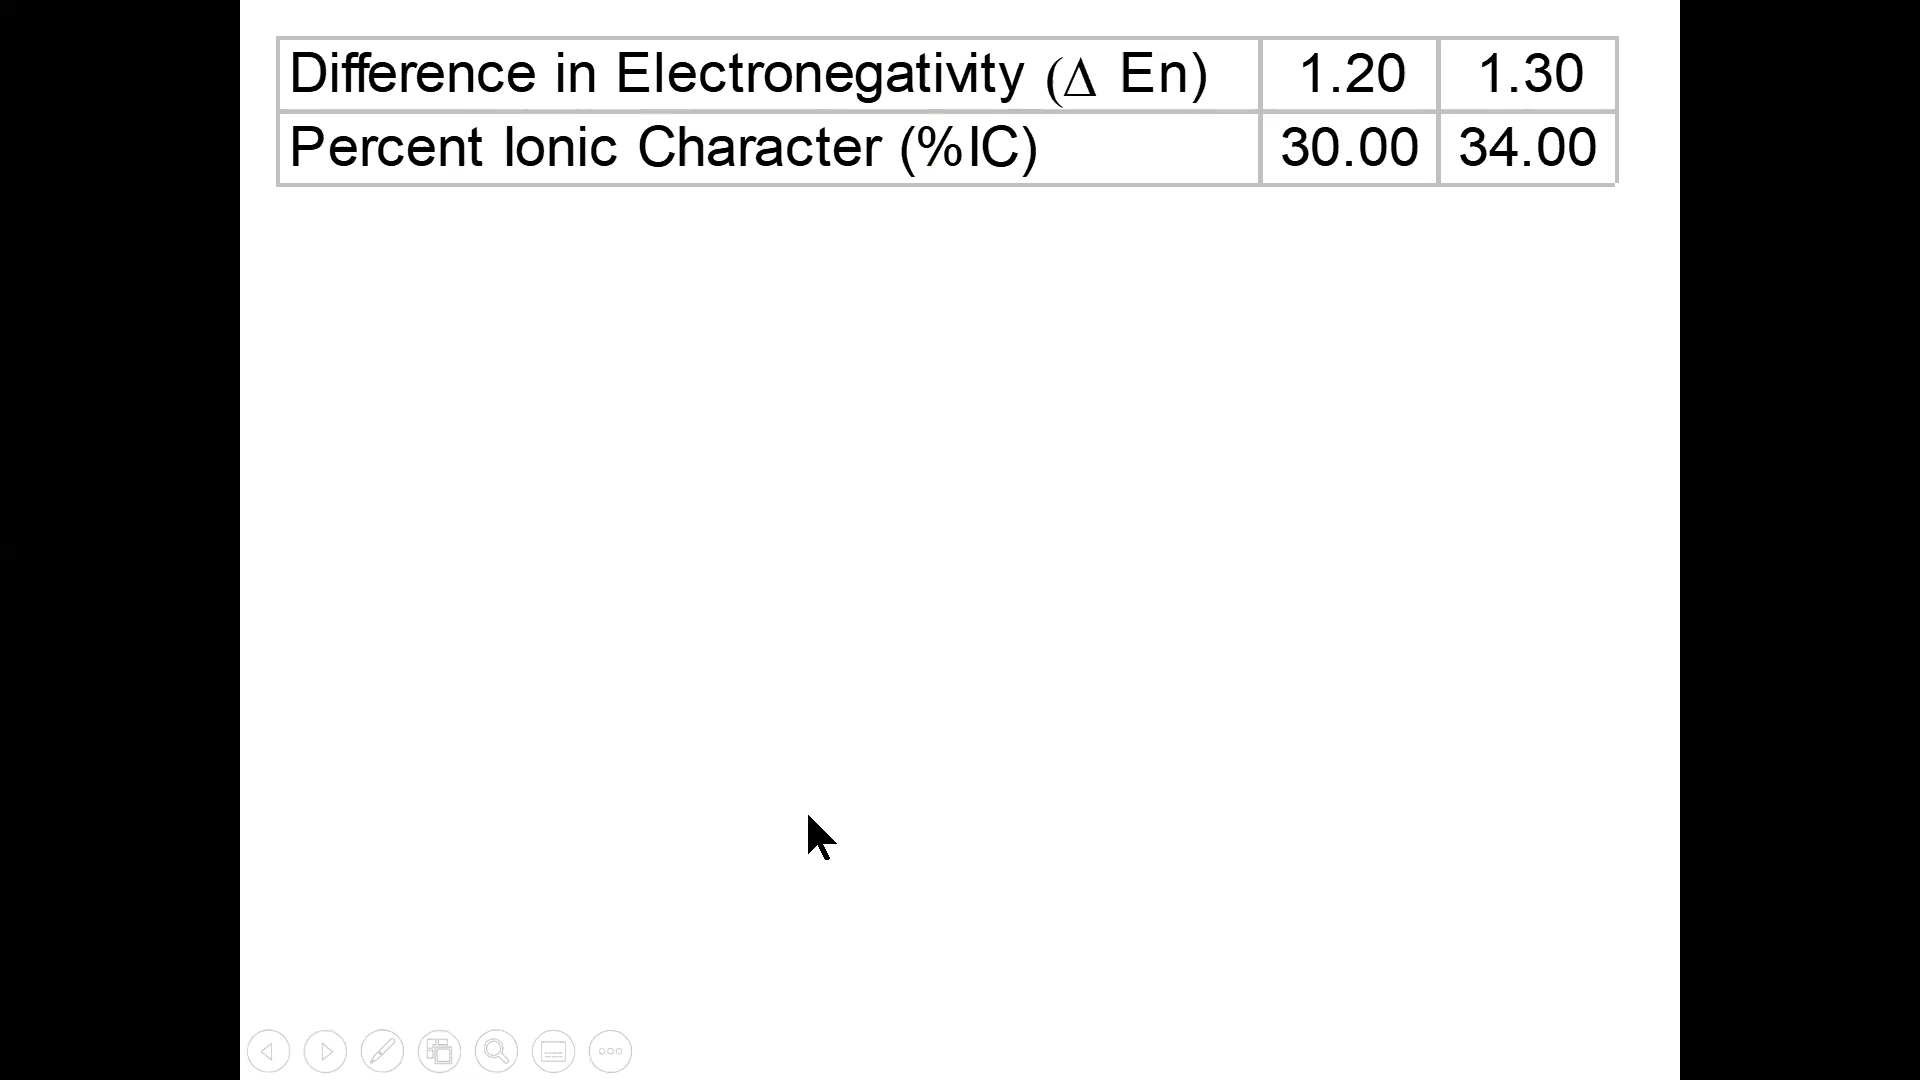 Difference in Electronegativity (Δ En) 1.20 1.30
Percent Ionic Character (%IC) 30.00 34.00